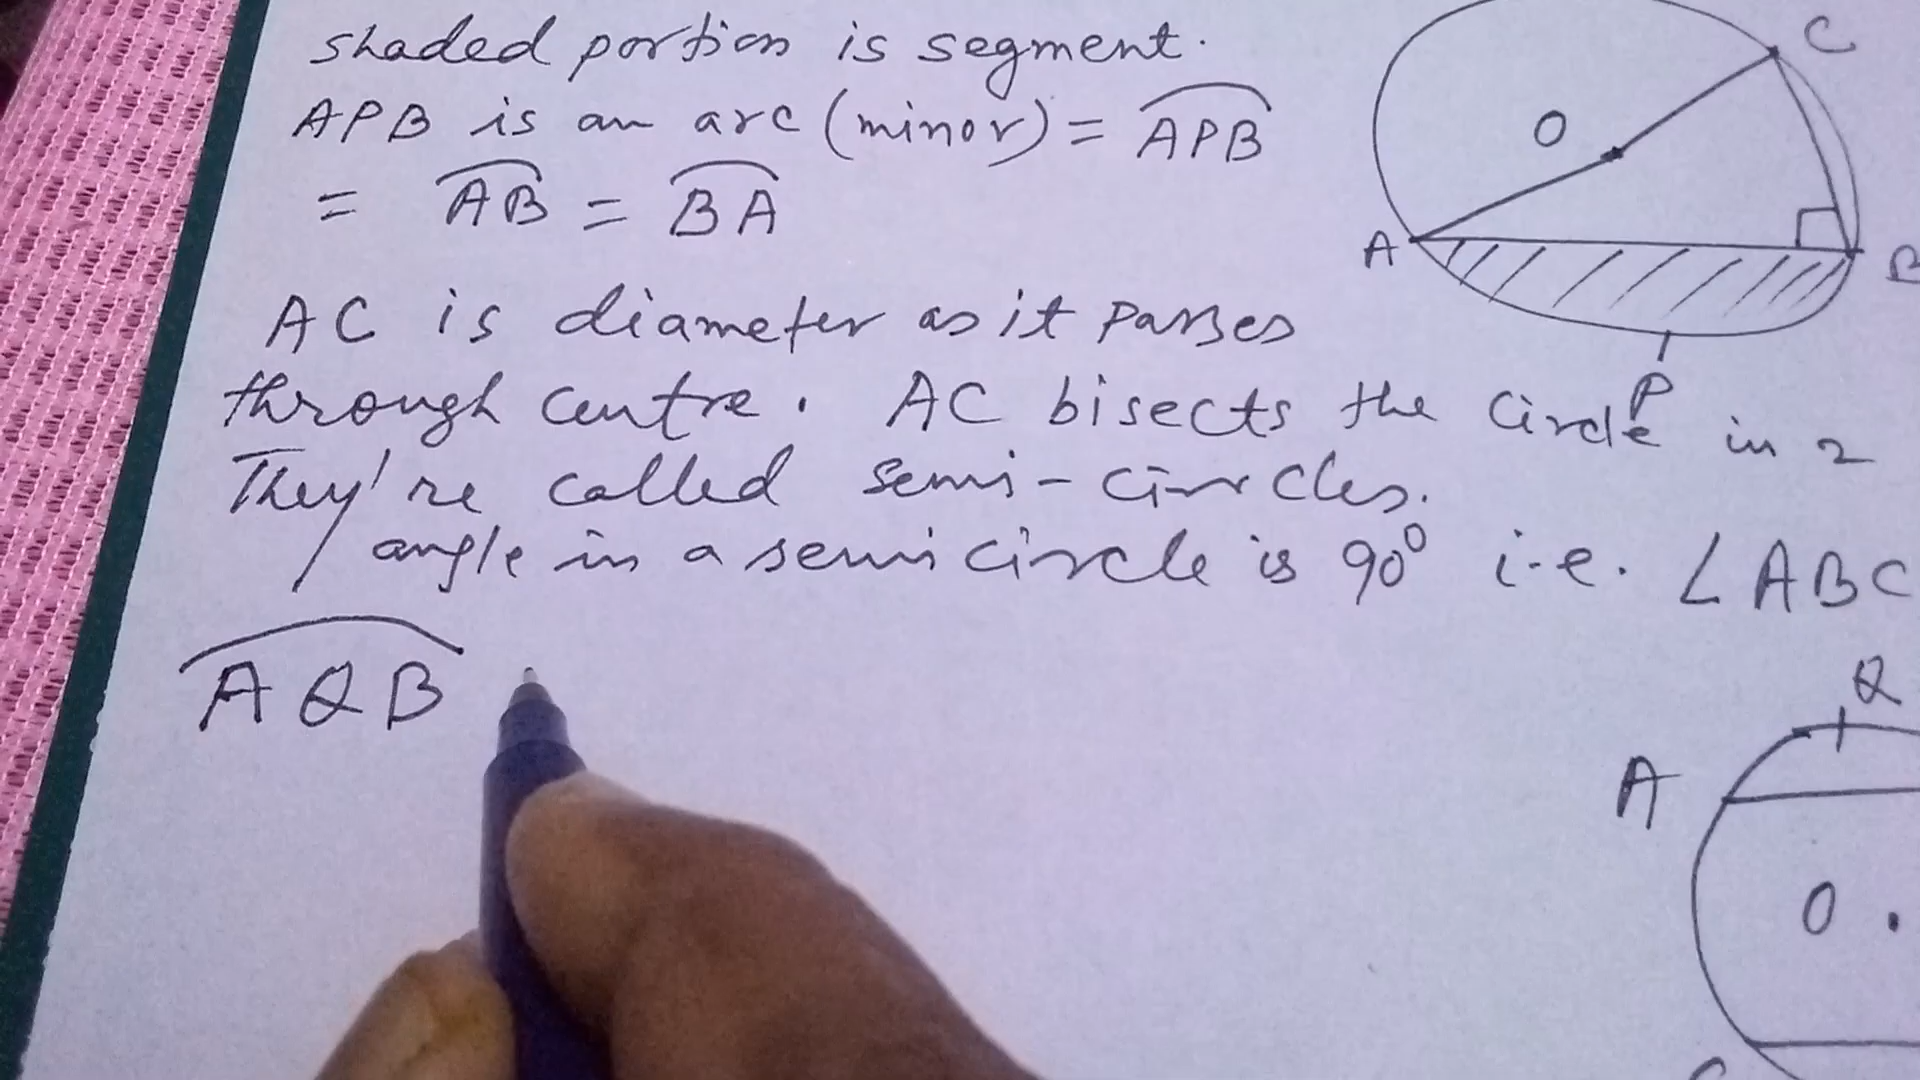 shaded portion is segment.
APB is an arc (minor) = APB
= AB = BA
AC is diameter as it passes
through centre. AC bisects the circle in 2
They're called semi-circles.
angle in a semicircle is 90° i.e. ∠ABC
AQB
C
O
A
B
P
Q
A
O
C